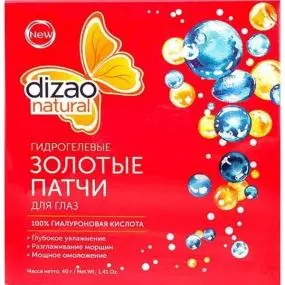 New
dizao
natural
ГИДРОГЕЛЕВЫЕ
ЗОЛОТЫЕ
ПАТЧИ
ДЛЯ ГЛАЗ
100% ГИАЛУРОНОВАЯ КИСЛОТА
• Глубокое увлажнение
• Разглаживание морщин
• Мощное омоложение
Масса нетто: 40 г / Net Wt.: 1.41 Oz.